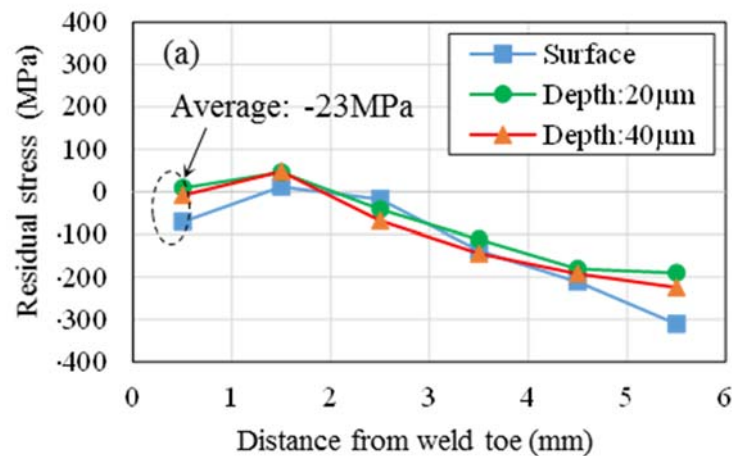 400
(a)
Surface
Depth:20µm
Depth:40µm
300
Average: -23MPa
200
100
0
-100
-200
-300
-400
Residual stress (MPa)
0 1 2 3 4 5 6
Distance from weld toe (mm)